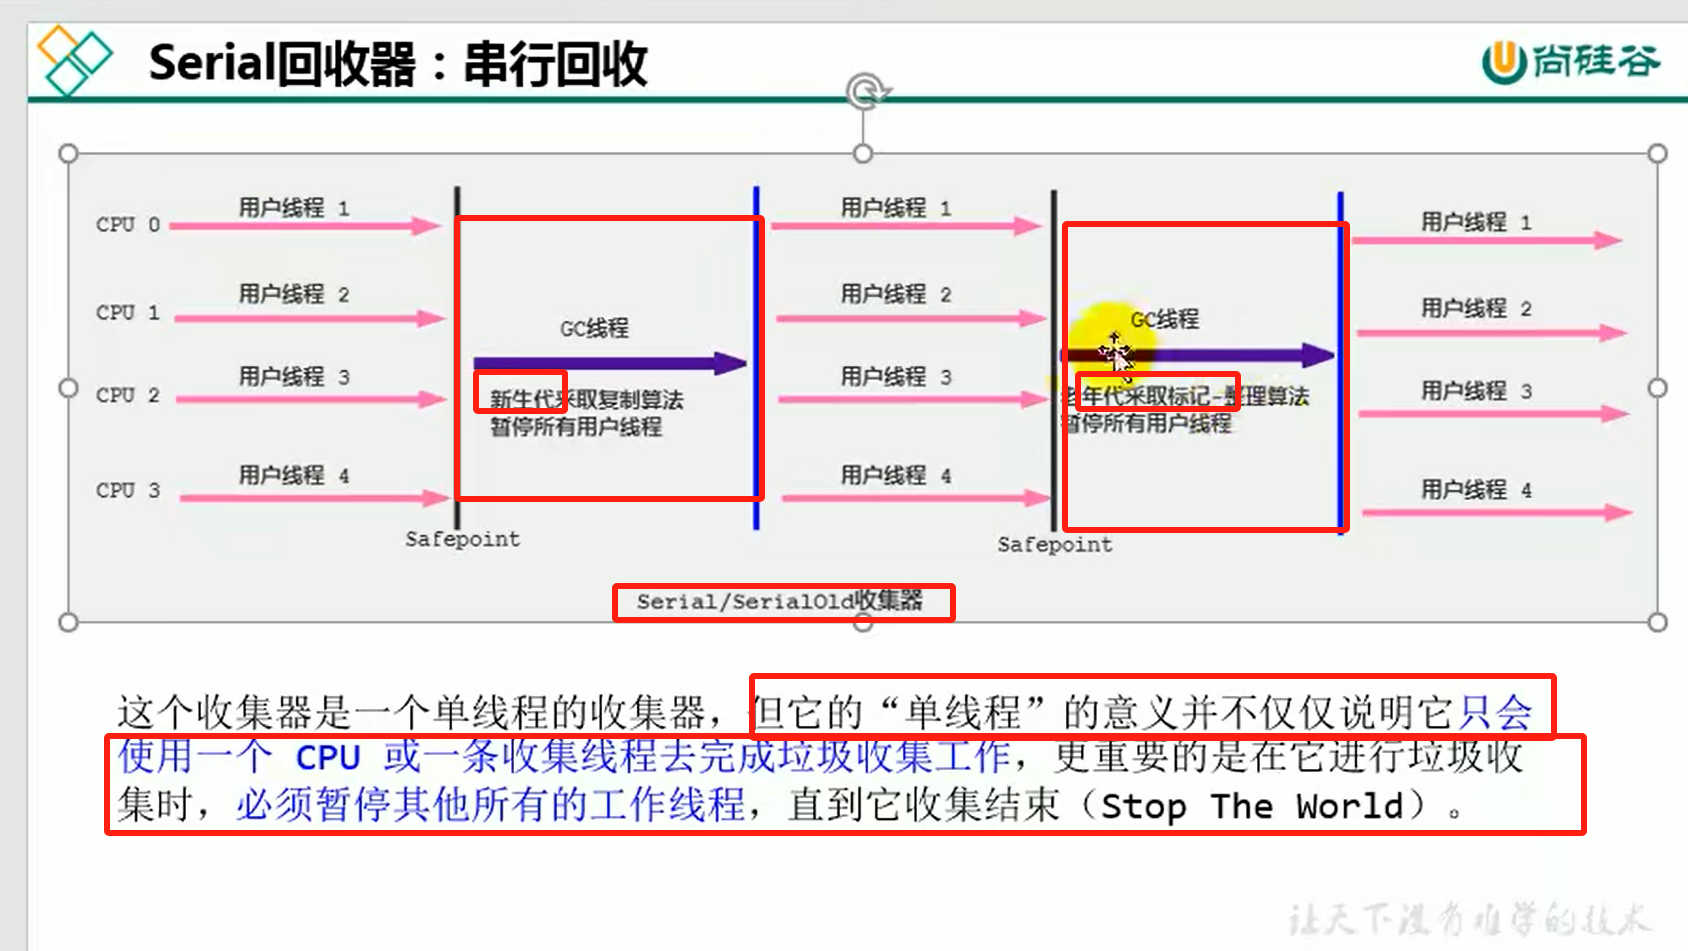 Serial回收器：串行回收
尚硅谷
用户线程 1
用户线程 1
用户线程 1
CPU 0
用户线程 2
用户线程 2
用户线程 2
CPU 1
GC线程
GC线程
用户线程 3
用户线程 3
用户线程 3
CPU 2
新生代采取复制算法
暂停所有用户线程
老年代采取标记-整理算法
暂停所有用户线程
用户线程 4
用户线程 4
用户线程 4
CPU 3
Safepoint
Safepoint
Serial/SerialOld收集器
这个收集器是一个单线程的收集器，但它的“单线程”的意义并不仅仅说明它只会
使用一个 CPU 或一条收集线程去完成垃圾收集工作，更重要的是在它进行垃圾收
集时，必须暂停其他所有的工作线程，直到它收集结束（Stop The World）。
让天下没有难学的技术